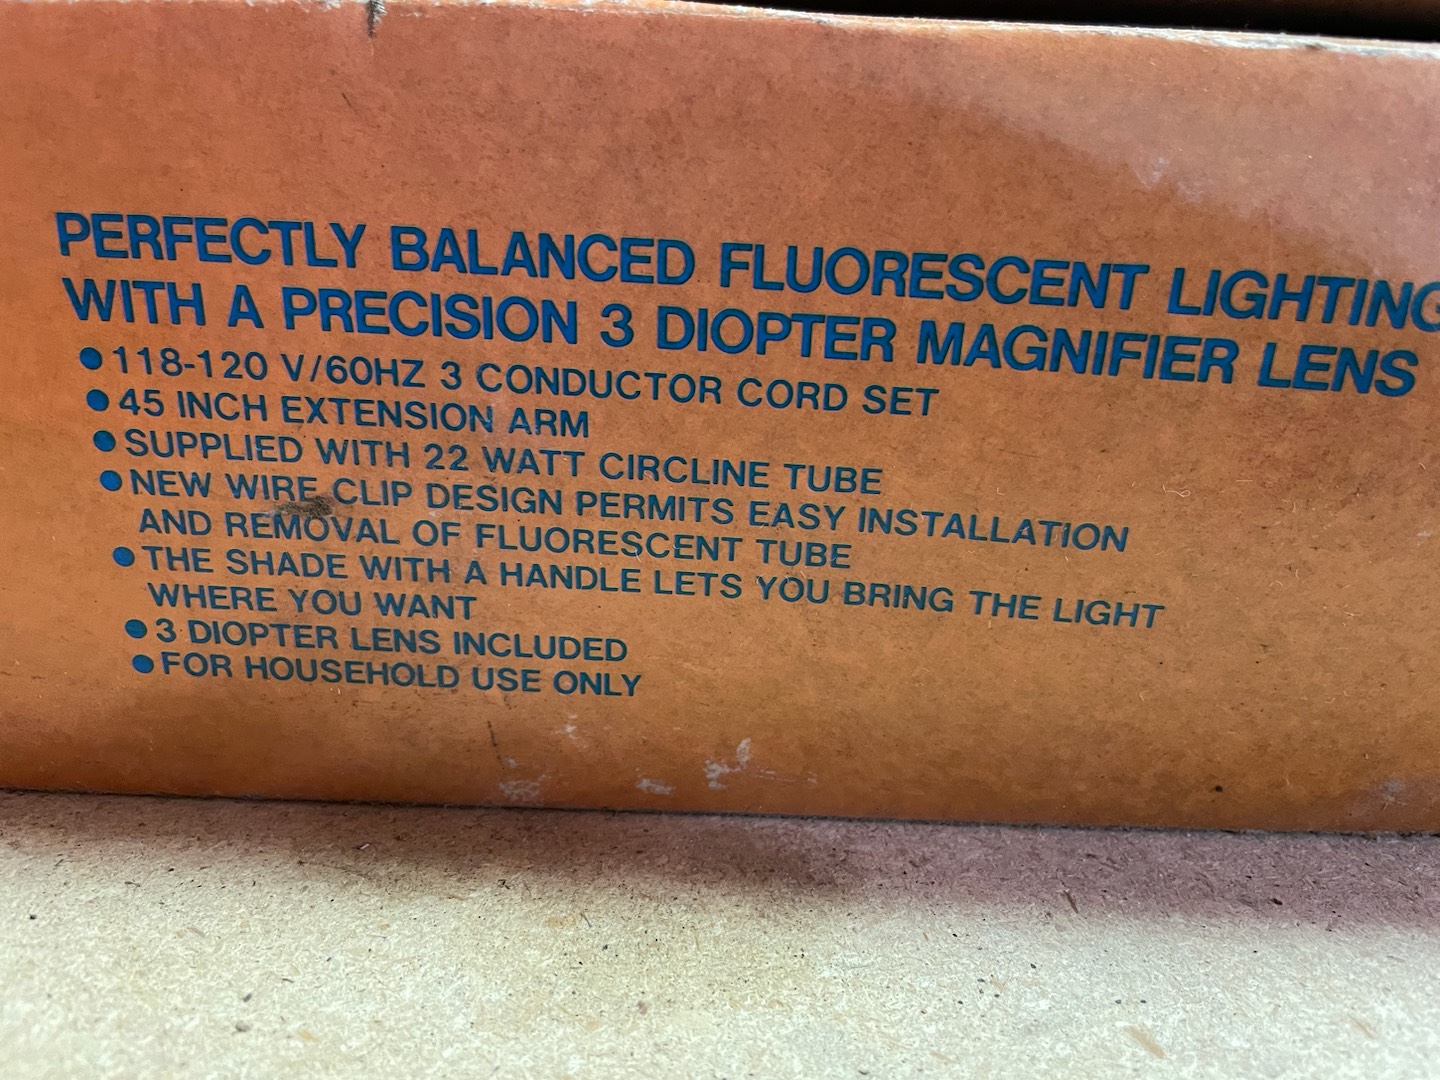 PERFECTLY BALANCED FLUORESCENT LIGHTING
WITH A PRECISION 3 DIOPTER MAGNIFIER LENS
● 118-120 V/60HZ 3 CONDUCTOR CORD SET
● 45 INCH EXTENSION ARM
● SUPPLIED WITH 22 WATT CIRCLINE TUBE
● NEW WIRE CLIP DESIGN PERMITS EASY INSTALLATION
AND REMOVAL OF FLUORESCENT TUBE
● THE SHADE WITH A HANDLE LETS YOU BRING THE LIGHT
WHERE YOU WANT
● 3 DIOPTER LENS INCLUDED
● FOR HOUSEHOLD USE ONLY